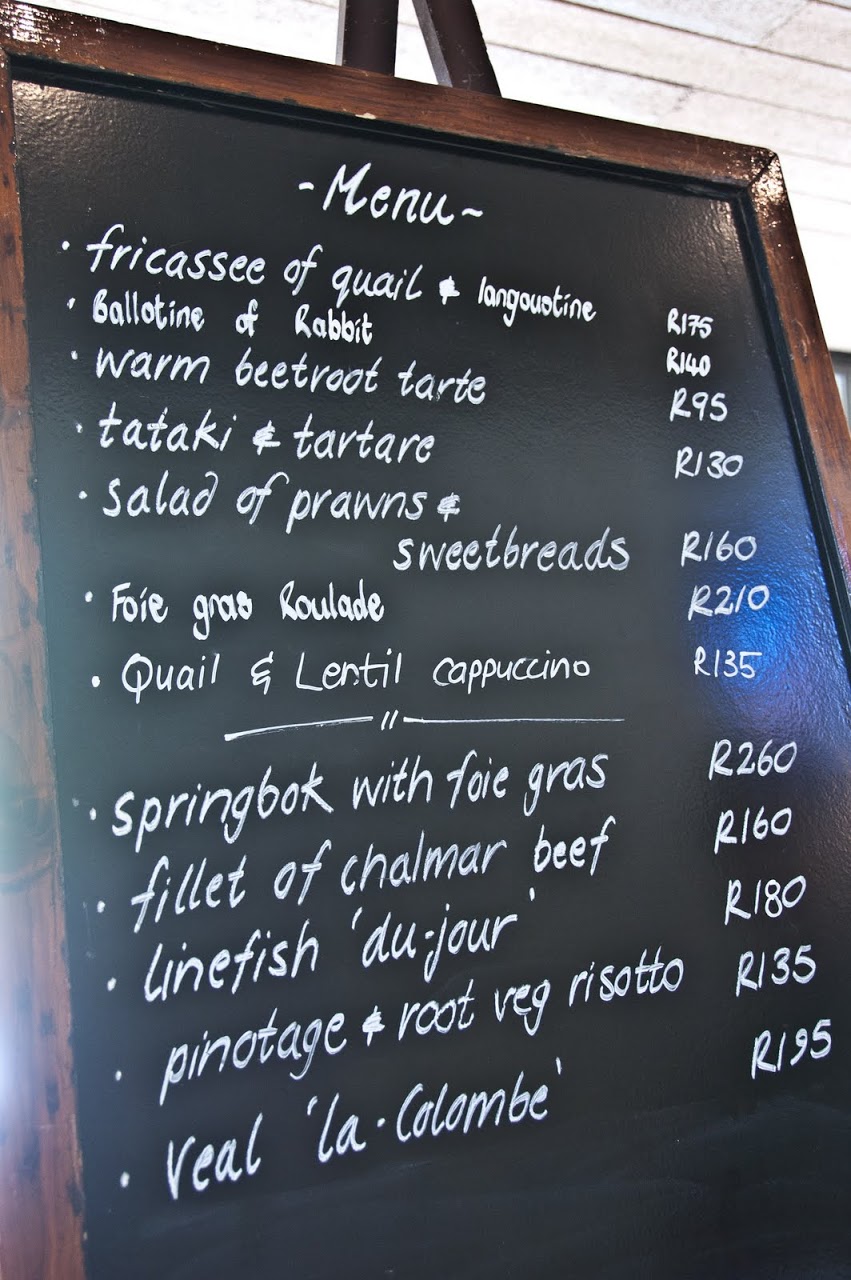 -Menu~
· fricassee of quail & langoustine R175
· Ballotine of Rabbit R140
· warm beetroot tarte R95
· tataki & tartare R130
· salad of prawns &
sweetbreads R160
· Foie gras Roulade R210
· Quail & Lentil cappuccino R135
"
· springbok with foie gras R260
· fillet of chalmar beef R160
· linefish 'du-jour' R180
· pinotage & root veg risotto R135
· Veal 'la-Colombe' R195